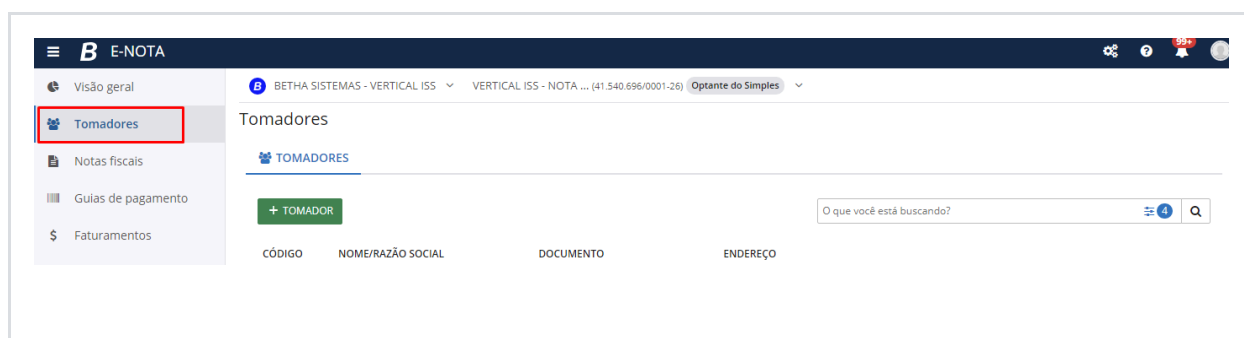 B E-NOTA
99+
Visão geral
B BETHA SISTEMAS - VERTICAL ISS VERTICAL ISS - NOTA ... (41.540.696/0001-26) Optante do Simples
Tomadores
Tomadores
TOMADORES
Notas fiscais
Guias de pagamento
+ TOMADOR
O que você está buscando?
4
$ Faturamentos
CÓDIGO NOME/RAZÃO SOCIAL DOCUMENTO ENDEREÇO